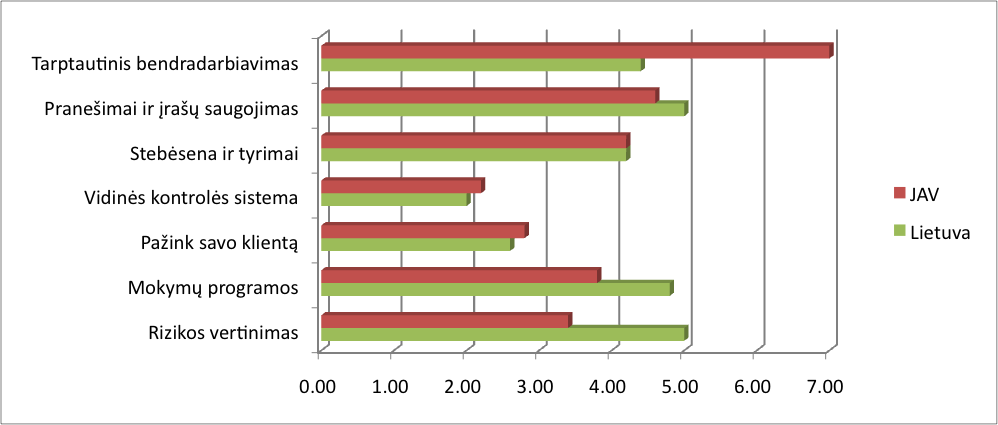 Tarptautinis bendradarbiavimas
Pranešimai ir įrašų saugojimas
Stebėsena ir tyrimai
Vidinės kontrolės sistema
Pažink savo klientą
Mokymų programos
Rizikos vertinimas
0.00 1.00 2.00 3.00 4.00 5.00 6.00 7.00
JAV
Lietuva